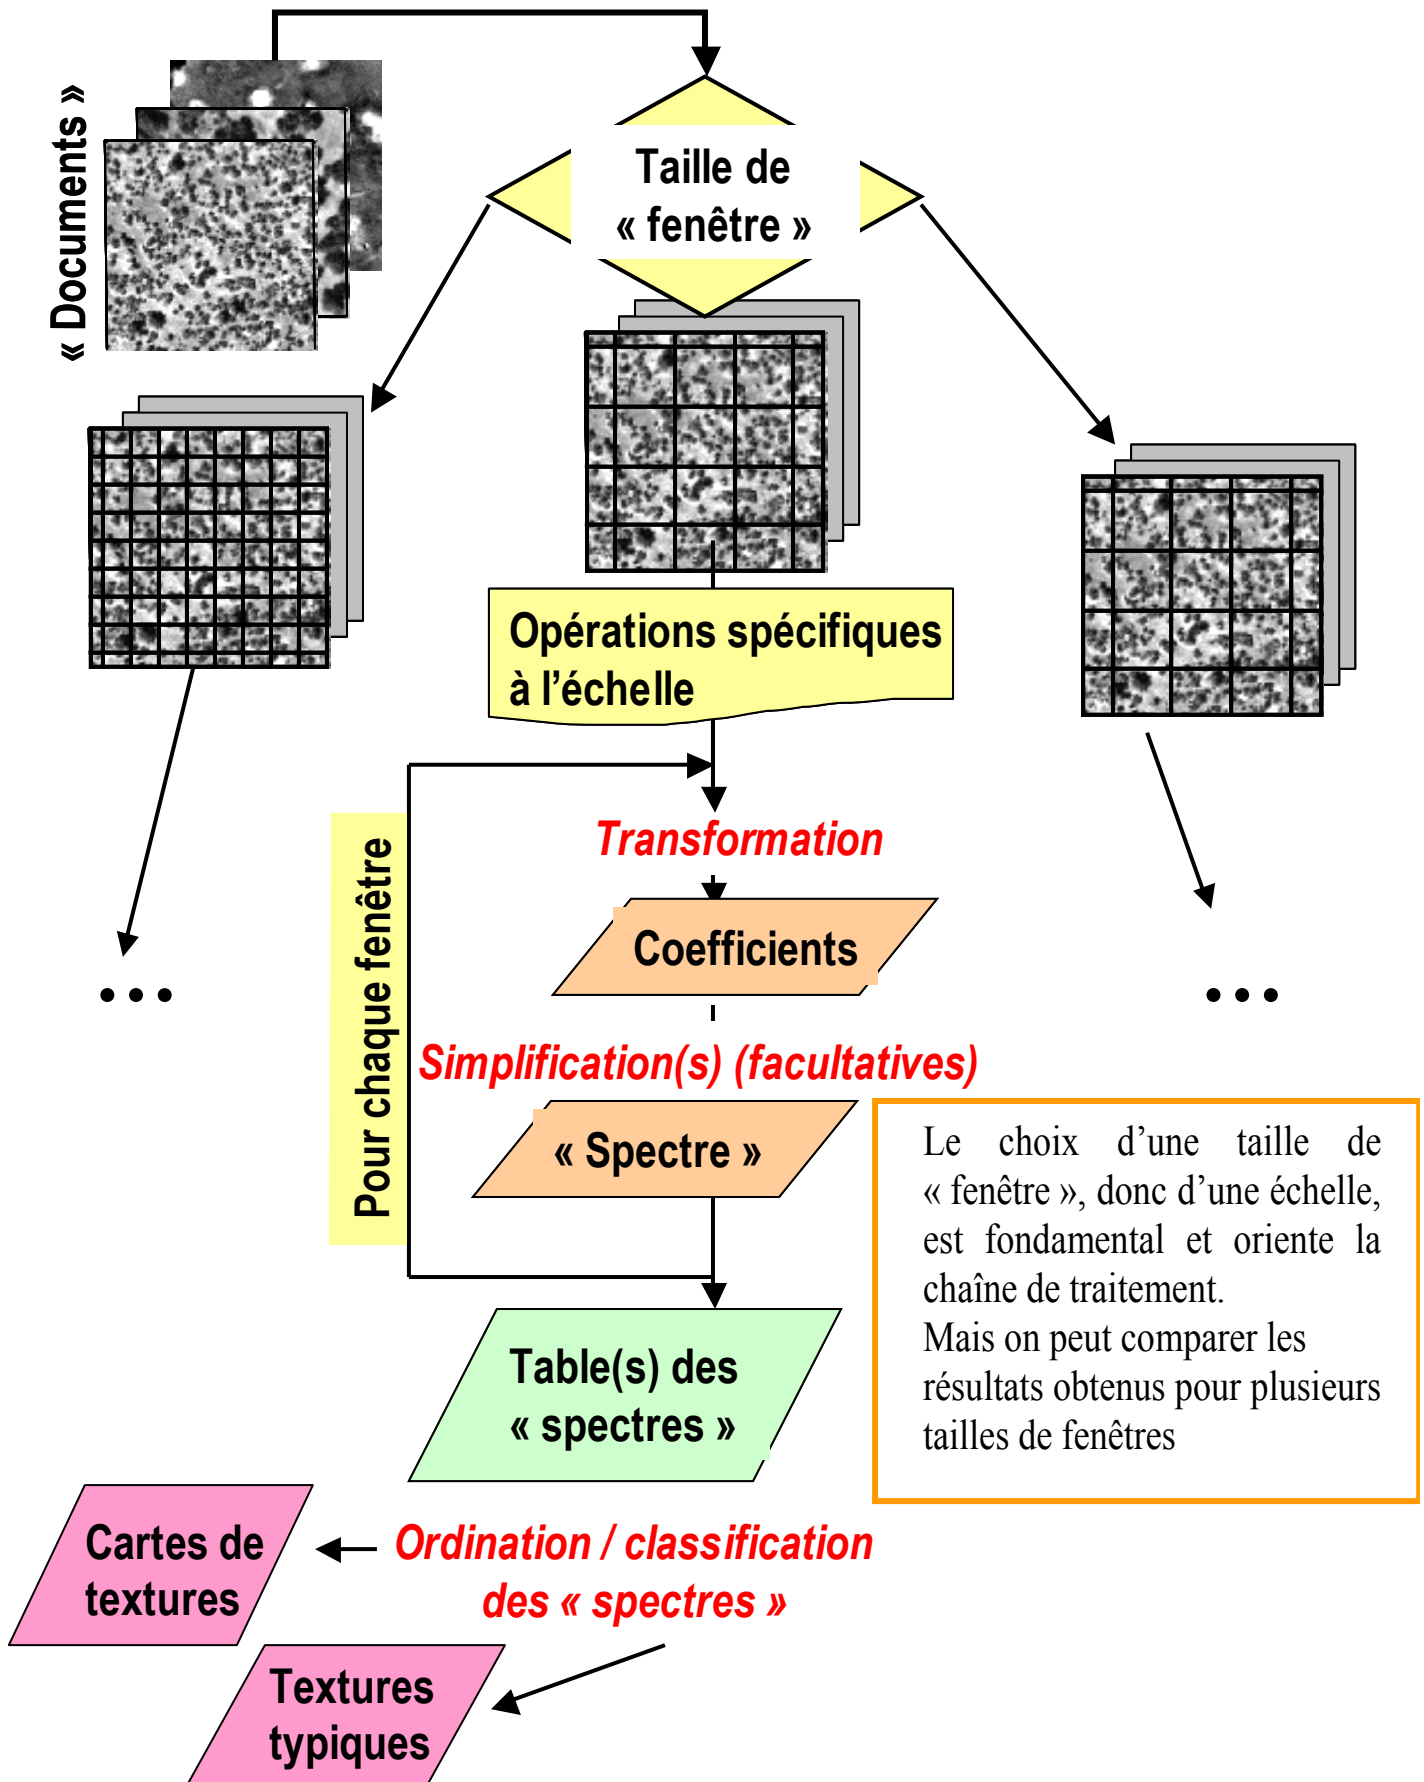 « Documents »
Taille de
« fenêtre »
Opérations spécifiques
à l’échelle
Pour chaque fenêtre
Transformation
Coefficients
...
...
Simplification(s) (facultatives)
« Spectre »
Le choix d’une taille de
« fenêtre », donc d’une échelle,
est fondamental et oriente la
chaîne de traitement.
Mais on peut comparer les
résultats obtenus pour plusieurs
tailles de fenêtres
Table(s) des
« spectres »
Cartes de
textures
Ordination / classification
des « spectres »
Textures
typiques